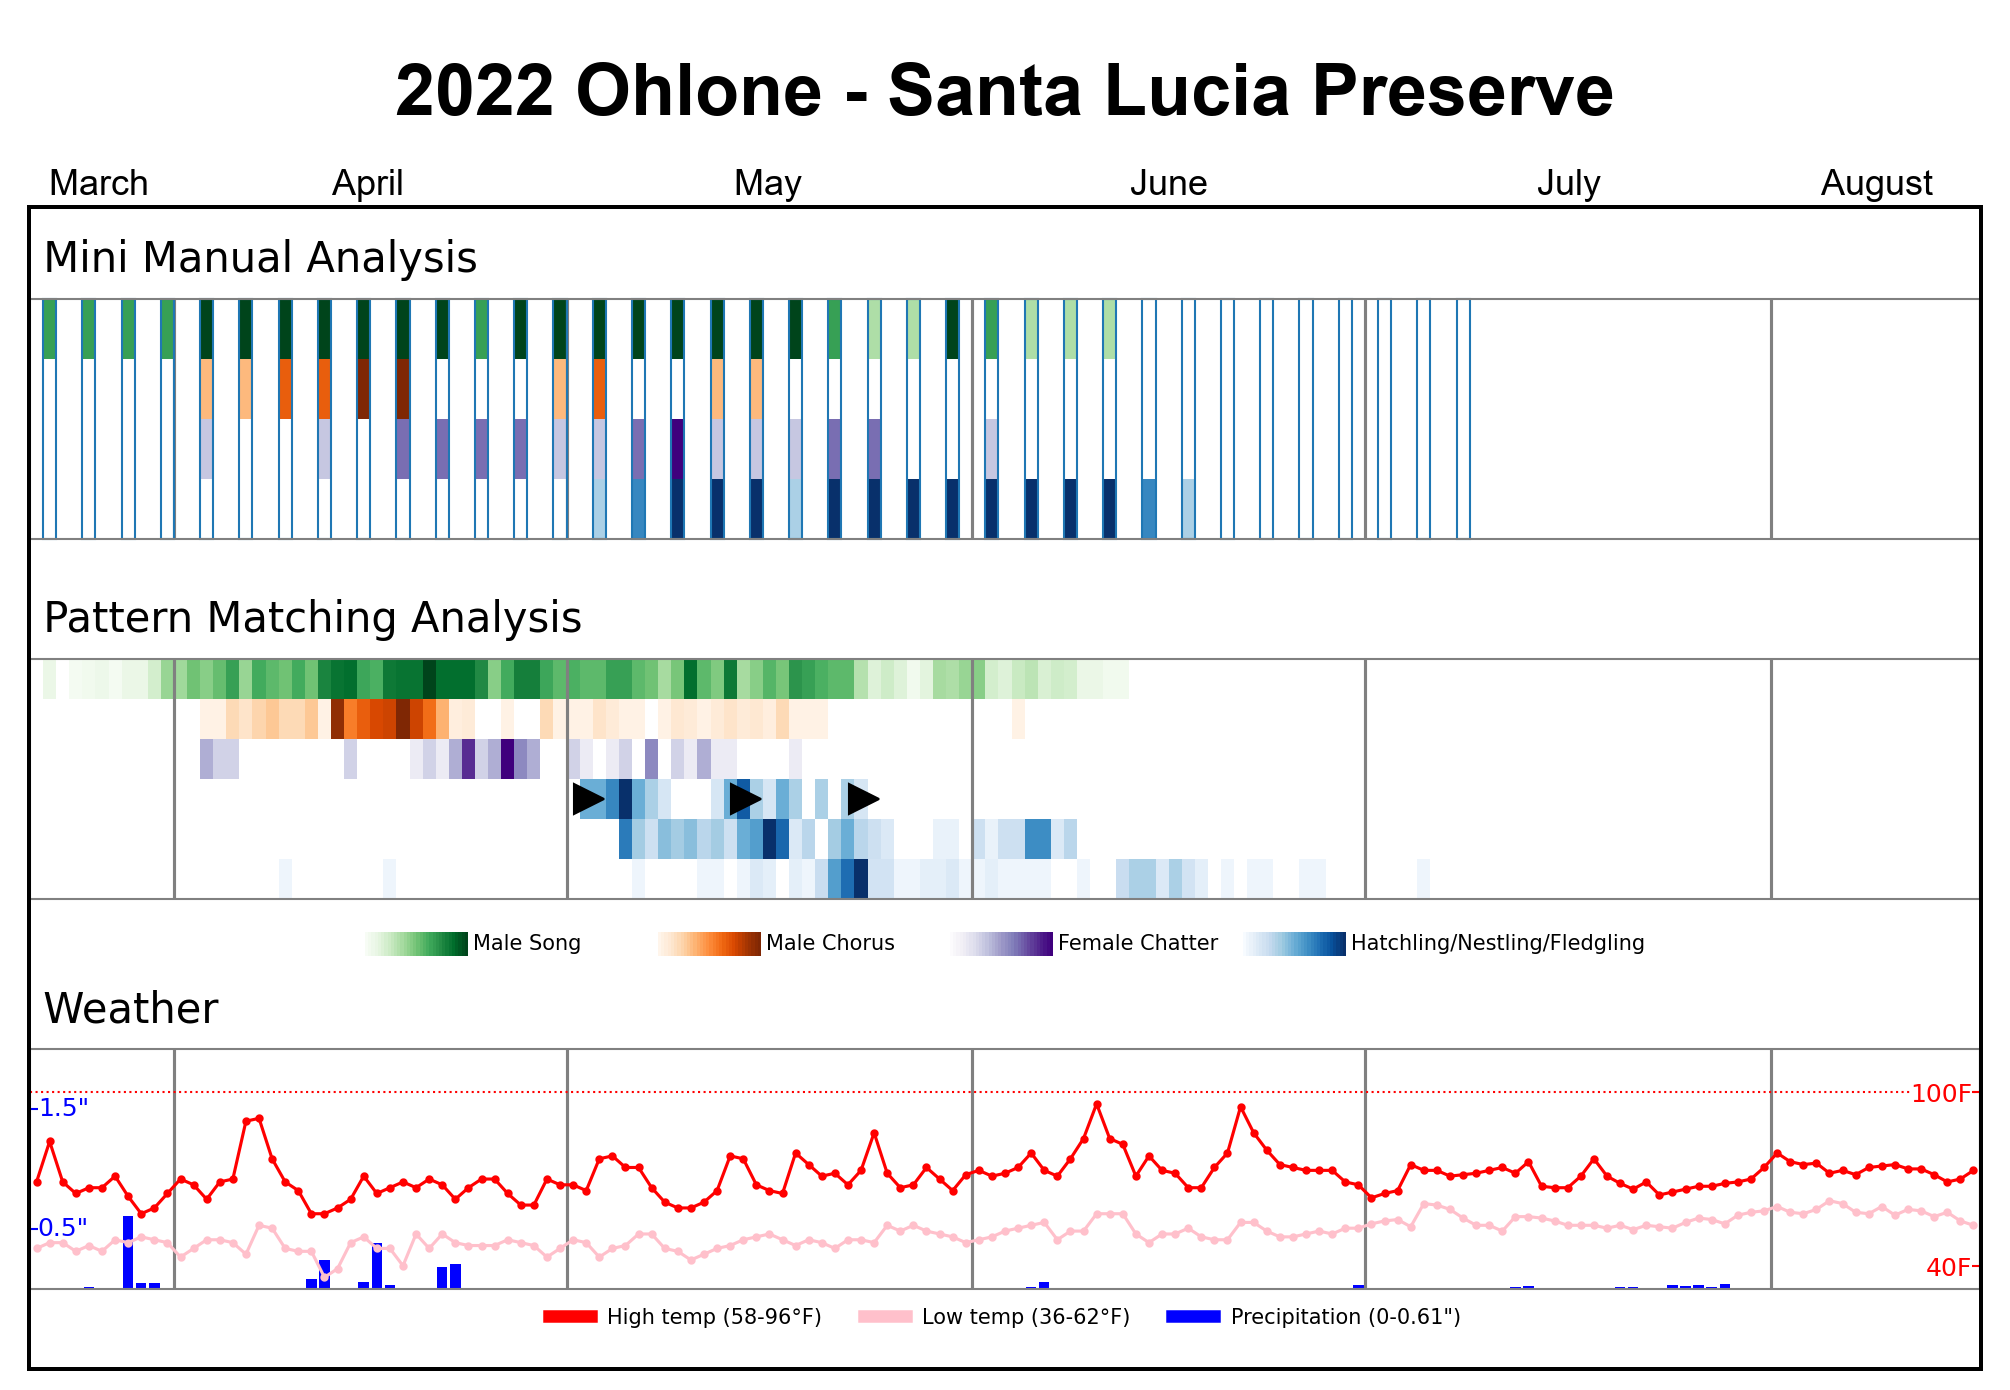 2022 Ohlone - Santa Lucia Preserve
March April May June July August
Mini Manual Analysis
Pattern Matching Analysis
Male Song Male Chorus Female Chatter Hatchling/Nestling/Fledgling
Weather
1.5" 100F
0.5"
40F
High temp (58-96°F) Low temp (36-62°F) Precipitation (0-0.61")